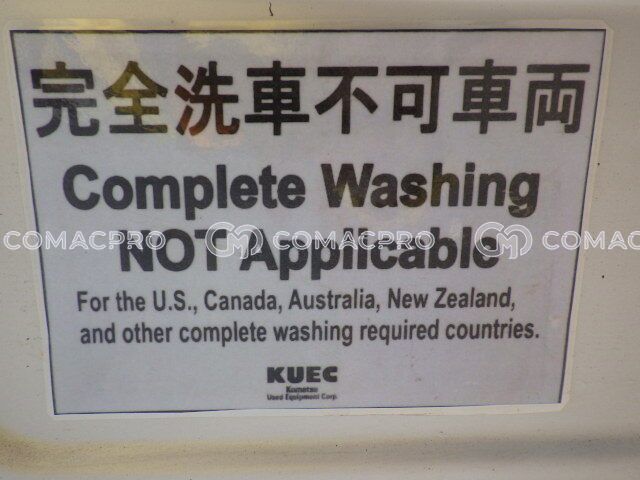 完全洗車不可車両
Complete Washing
NOT Applicable
COMACPRO COMACPRO COMACP
For the U.S., Canada, Australia, New Zealand,
and other complete washing required countries.
KUEC
Komatsu
Used Equipment Corp.